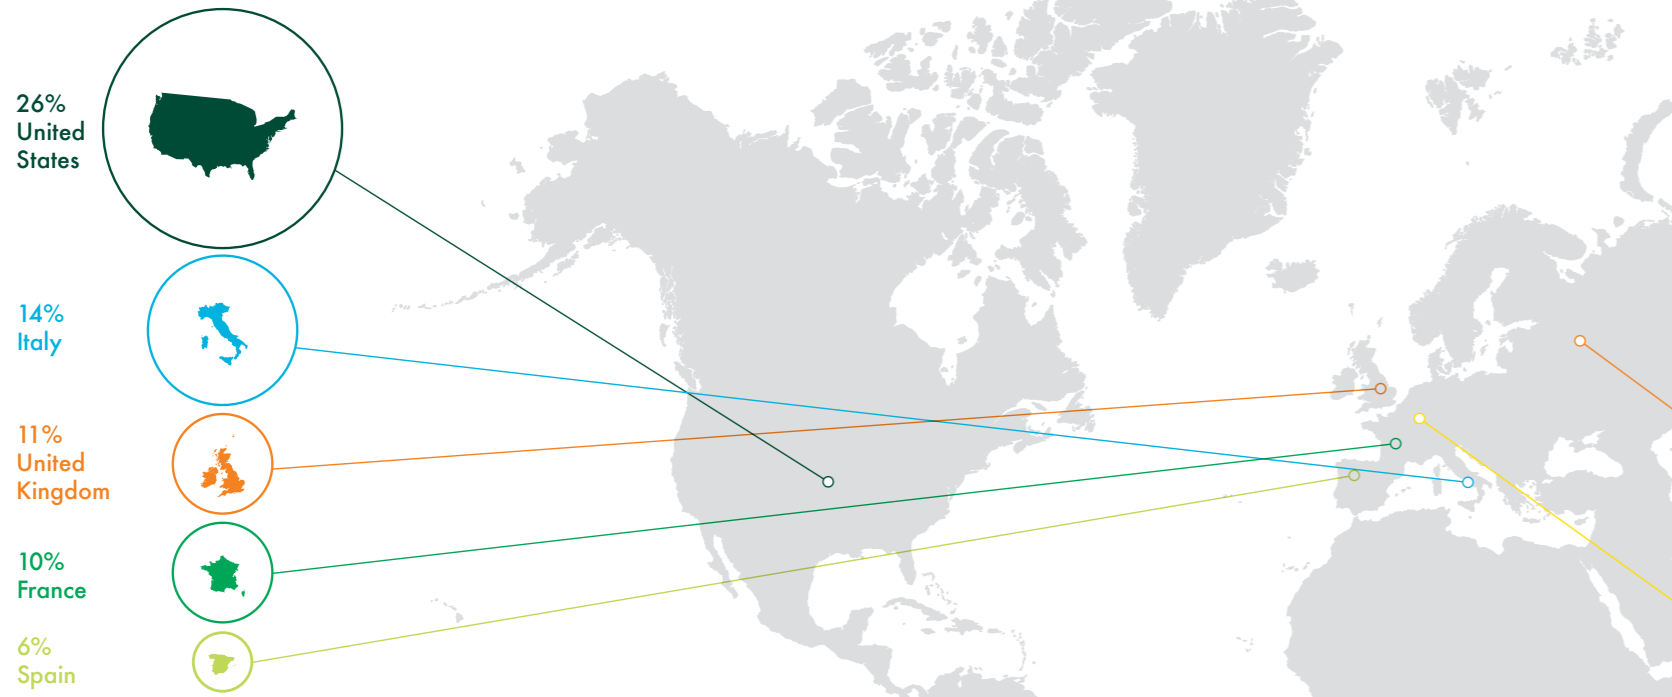 26%
United
States
14%
Italy
11%
United
Kingdom
10%
France
6%
Spain